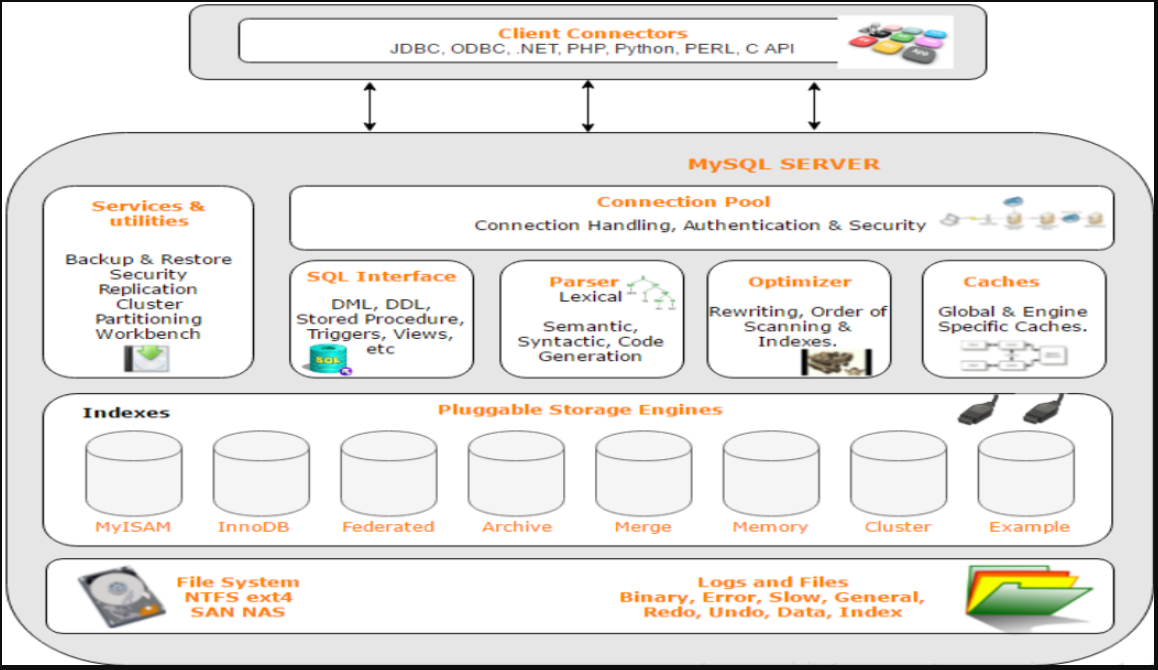 Client Connectors
JDBC, ODBC, .NET, PHP, Python, PERL, C API
MySQL SERVER
Services &
utilities
Backup & Restore
Security
Replication
Cluster
Partitioning
Workbench
Connection Pool
Connection Handling, Authentication & Security
SQL Interface
DML, DDL,
Stored Procedure,
Triggers, Views,
etc
SQL
Parser
Lexical
Semantic,
Syntactic, Code
Generation
Optimizer
Rewriting, Order of
Scanning &
Indexes.
Caches
Global & Engine
Specific Caches.
Indexes
Pluggable Storage Engines
MyISAM
InnoDB
Federated
Archive
Merge
Memory
Cluster
Example
File System
NTFS ext4
SAN NAS
Logs and Files
Binary, Error, Slow, General,
Redo, Undo, Data, Index